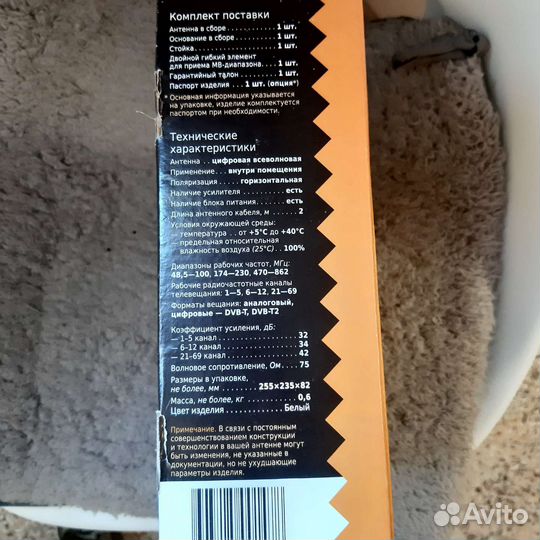 Комплект поставки
Антенна в сборе . . . . . . . . . . . 1 шт.
Основание в сборе . . . . . . . . . 1 шт.
Стойка . . . . . . . . . . . . . . . . . . 1 шт.
Двойной гибкий элемент
для приема МВ-диапазона. . . . 1 шт.
Гарантийный талон . . . . . . . . . 1 шт.
Паспорт изделия . . . 1 шт. (опция*)
Основная информация указывается
на упаковке, изделие комплектуется
паспортом при необходимости.
Технические
характеристики
Антенна . . цифровая всеволновая
Применение . . . внутри помещения
Поляризация . . . . . горизонтальная
Наличие усилителя . . . . . . . . . есть
Наличие блока питания. . . . . . есть
Длина антенного кабеля, м . . . . . 2
Условия окружающей среды:
— температура . . от +5°C до +40°C
— предельная относительная
влажность воздуха (25°C) . . 100%
Диапазоны рабочих частот, МГц:
48,5—100, 174—230, 470—862
Рабочие радиочастотные каналы
телевещания: 1—5, 6—12, 21—69
Форматы вещания: аналоговый,
цифровые — DVB-T, DVB-T2
Коэффициент усиления, дБ:
— 1-5 канал . . . . . . . . . . . . . . . 32
— 6-12 канал . . . . . . . . . . . . . . 34
— 21-69 канал . . . . . . . . . . . . . 42
Волновое сопротивление, Ом . . . 75
Размеры в упаковке,
не более, мм . . . . . . . . 255×235×82
Масса, не более, кг . . . . . . . . . . 0,6
Цвет изделия . . . . . . . . . . . . Белый
Примечание. В связи с постоянным
совершенствованием конструкции
и технологии в вашей антенне могут
быть изменения, не указанные в
документации, но не ухудшающие
параметры изделия.
Avito